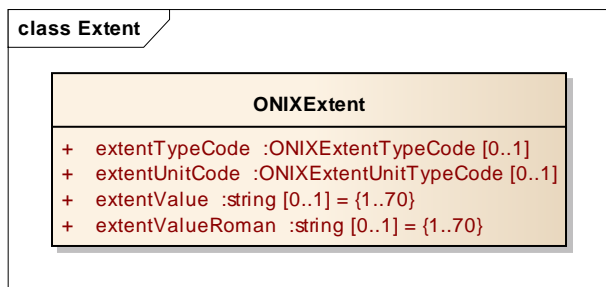 class Extent
ONIXExtent
+ extentTypeCode :ONIXExtentTypeCode [0..1]
+ extentUnitCode :ONIXExtentUnitTypeCode [0..1]
+ extentValue :string [0..1] = {1..70}
+ extentValueRoman :string [0..1] = {1..70}